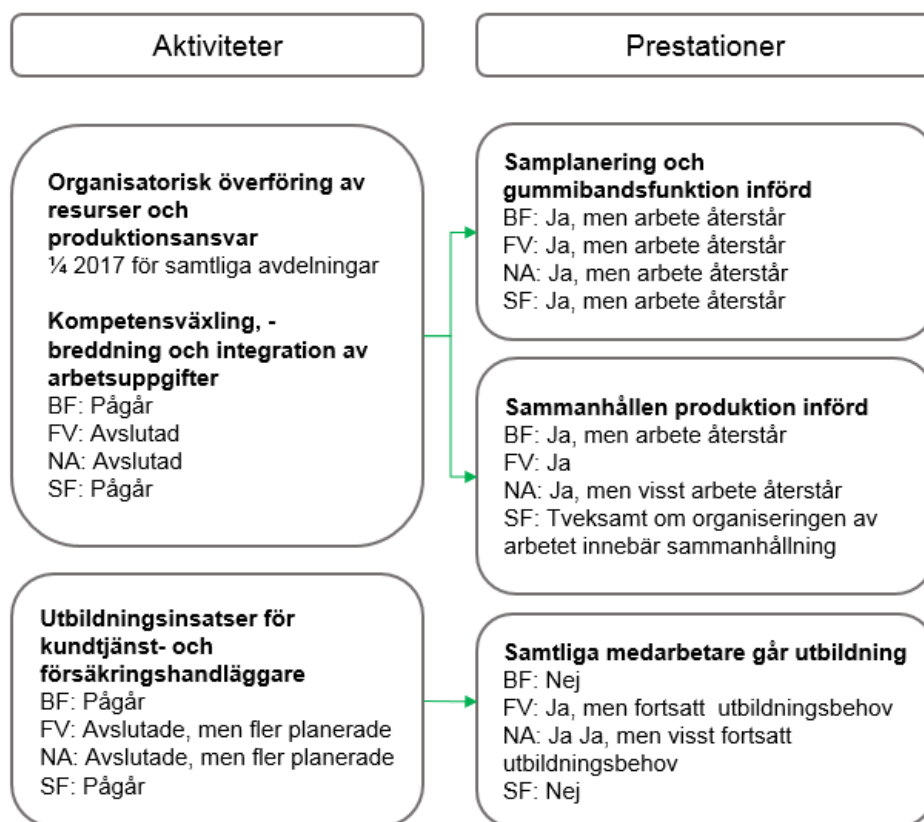 Aktiviteter
Prestationer
Organisatorisk överföring av
resurser och
produktionsansvar
¼ 2017 för samtliga avdelningar
Kompetensväxling, -
breddning och integration av
arbetsuppgifter
BF: Pågår
FV: Avslutad
NA: Avslutad
SF: Pågår
Samplanering och
gummibandsfunktion införd
BF: Ja, men arbete återstår
FV: Ja, men arbete återstår
NA: Ja, men arbete återstår
SF: Ja, men arbete återstår
Sammanhållen produktion införd
BF: Ja, men arbete återstår
FV: Ja
NA: Ja, men visst arbete återstår
SF: Tveksamt om organiseringen av
arbetet innebär sammanhållning
Utbildningsinsatser för
kundtjänst- och
försäkringshandläggare
BF: Pågår
FV: Avslutade, men fler planerade
NA: Avslutade, men fler planerade
SF: Pågår
Samtliga medarbetare går utbildning
BF: Nej
FV: Ja, men fortsatt  utbildningsbehov
NA: Ja Ja, men visst fortsatt
utbildningsbehov
SF: Nej